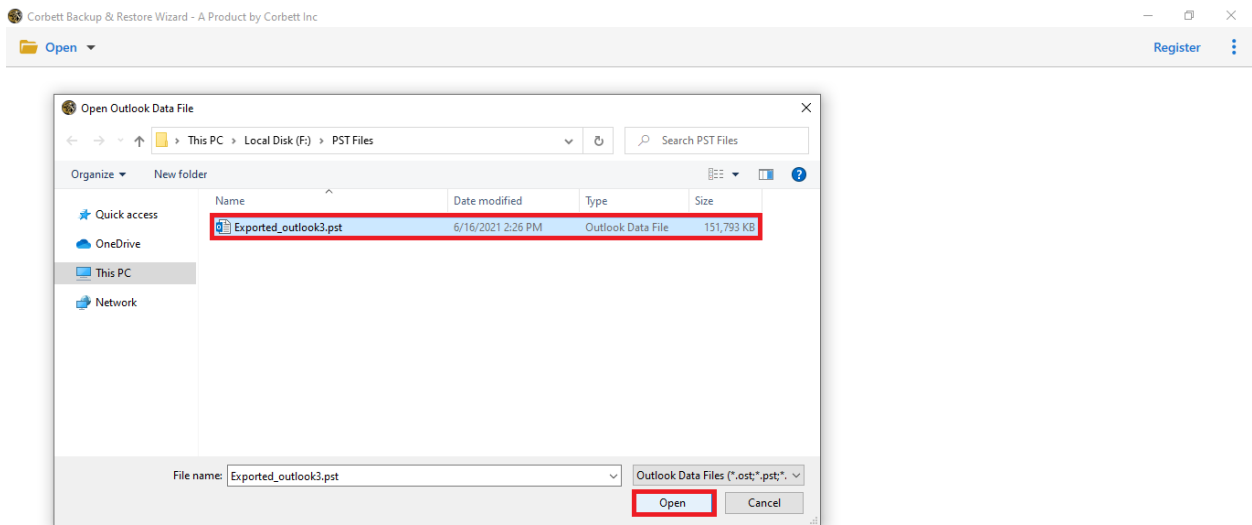 Corbett Backup & Restore Wizard - A Product by Corbett Inc
Open Register
Open Outlook Data File
This PC > Local Disk (F:) > PST Files Search PST Files
Organize New folder
Name Date modified Type Size
Quick access
Exported_outlook3.pst 6/16/2021 2:26 PM Outlook Data File 151,793 KB
OneDrive
This PC
Network
File name: Exported_outlook3.pst Outlook Data Files (*.ost;*.pst;*.
Open Cancel